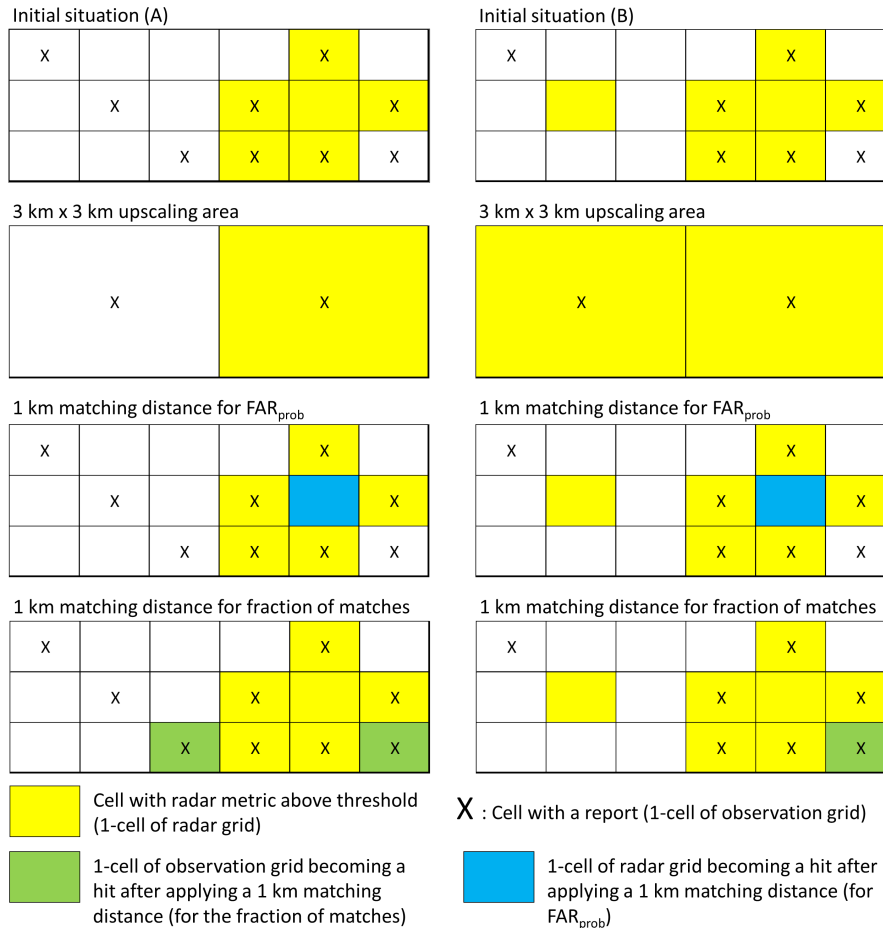 Initial situation (A)
X X
X X X
X X X X
3 km x 3 km upscaling area
X X
1 km matching distance for FARprob
X X
X X X
X X X X
1 km matching distance for fraction of matches
X X
X X X
X X X X
Initial situation (B)
X X
X X
X X X
3 km x 3 km upscaling area
X X
1 km matching distance for FARprob
X X
X X
X X X
1 km matching distance for fraction of matches
X X
X X
X X X
Cell with radar metric above threshold
(1-cell of radar grid)
X : Cell with a report (1-cell of observation grid)
1-cell of observation grid becoming a
hit after applying a 1 km matching
distance (for the fraction of matches)
1-cell of radar grid becoming a hit after
applying a 1 km matching distance (for
FARprob)